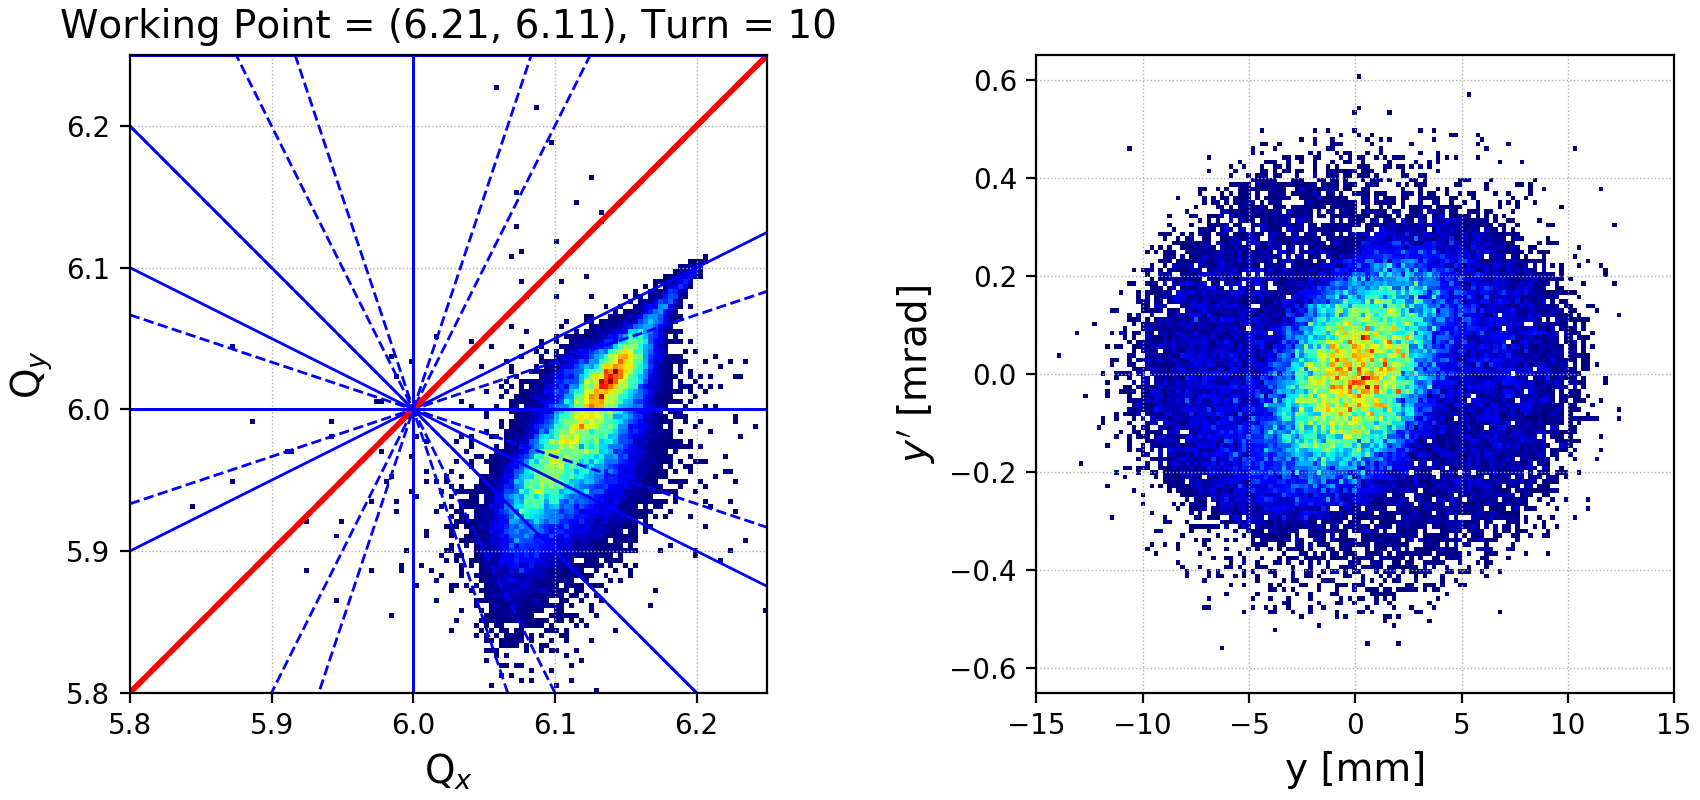 Working Point = (6.21, 6.11), Turn = 10
6.2
6.1
6.0
5.9
5.8
Q_y
5.8 5.9 6.0 6.1 6.2
Q_x
0.6
0.4
0.2
0.0
−0.2
−0.4
−0.6
y′ [mrad]
−15 −10 −5 0 5 10 15
y [mm]